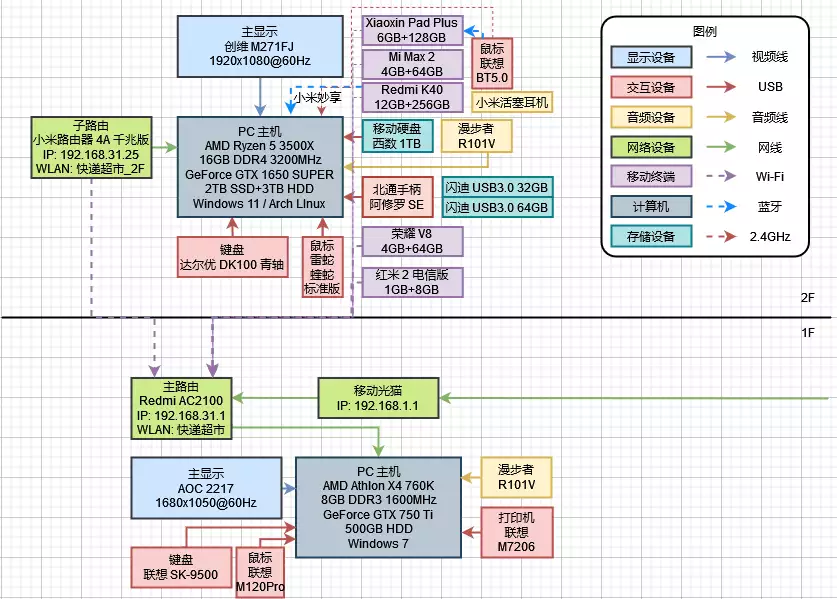 主显示
创维 M271FJ
1920x1080@60Hz
Xiaoxin Pad Plus
6GB+128GB
Mi Max 2
4GB+64GB
Redmi K40
12GB+256GB
鼠标
联想
BT5.0
小米妙享
小米活塞耳机
子路由
小米路由器 4A 千兆版
IP: 192.168.31.25
WLAN: 快递超市_2F
PC 主机
AMD Ryzen 5 3500X
16GB DDR4 3200MHz
GeForce GTX 1650 SUPER
2TB SSD+3TB HDD
Windows 11 / Arch LInux
移动硬盘
西数 1TB
漫步者
R101V
北通手柄
阿修罗 SE
闪迪 USB3.0 32GB
闪迪 USB3.0 64GB
键盘
达尔优 DK100 青轴
鼠标
雷蛇
蝰蛇
标准版
荣耀 V8
4GB+64GB
红米 2 电信版
1GB+8GB
图例
显示设备
视频线
交互设备
USB
音频设备
音频线
网络设备
网线
移动终端
Wi-Fi
计算机
蓝牙
存储设备
2.4GHz
2F
1F
主路由
Redmi AC2100
IP: 192.168.31.1
WLAN: 快递超市
移动光猫
IP: 192.168.1.1
主显示
AOC 2217
1680x1050@60Hz
PC 主机
AMD Athlon X4 760K
8GB DDR3 1600MHz
GeForce GTX 750 Ti
500GB HDD
Windows 7
漫步者
R101V
打印机
联想
M7206
键盘
联想 SK-9500
鼠标
联想
M120Pro